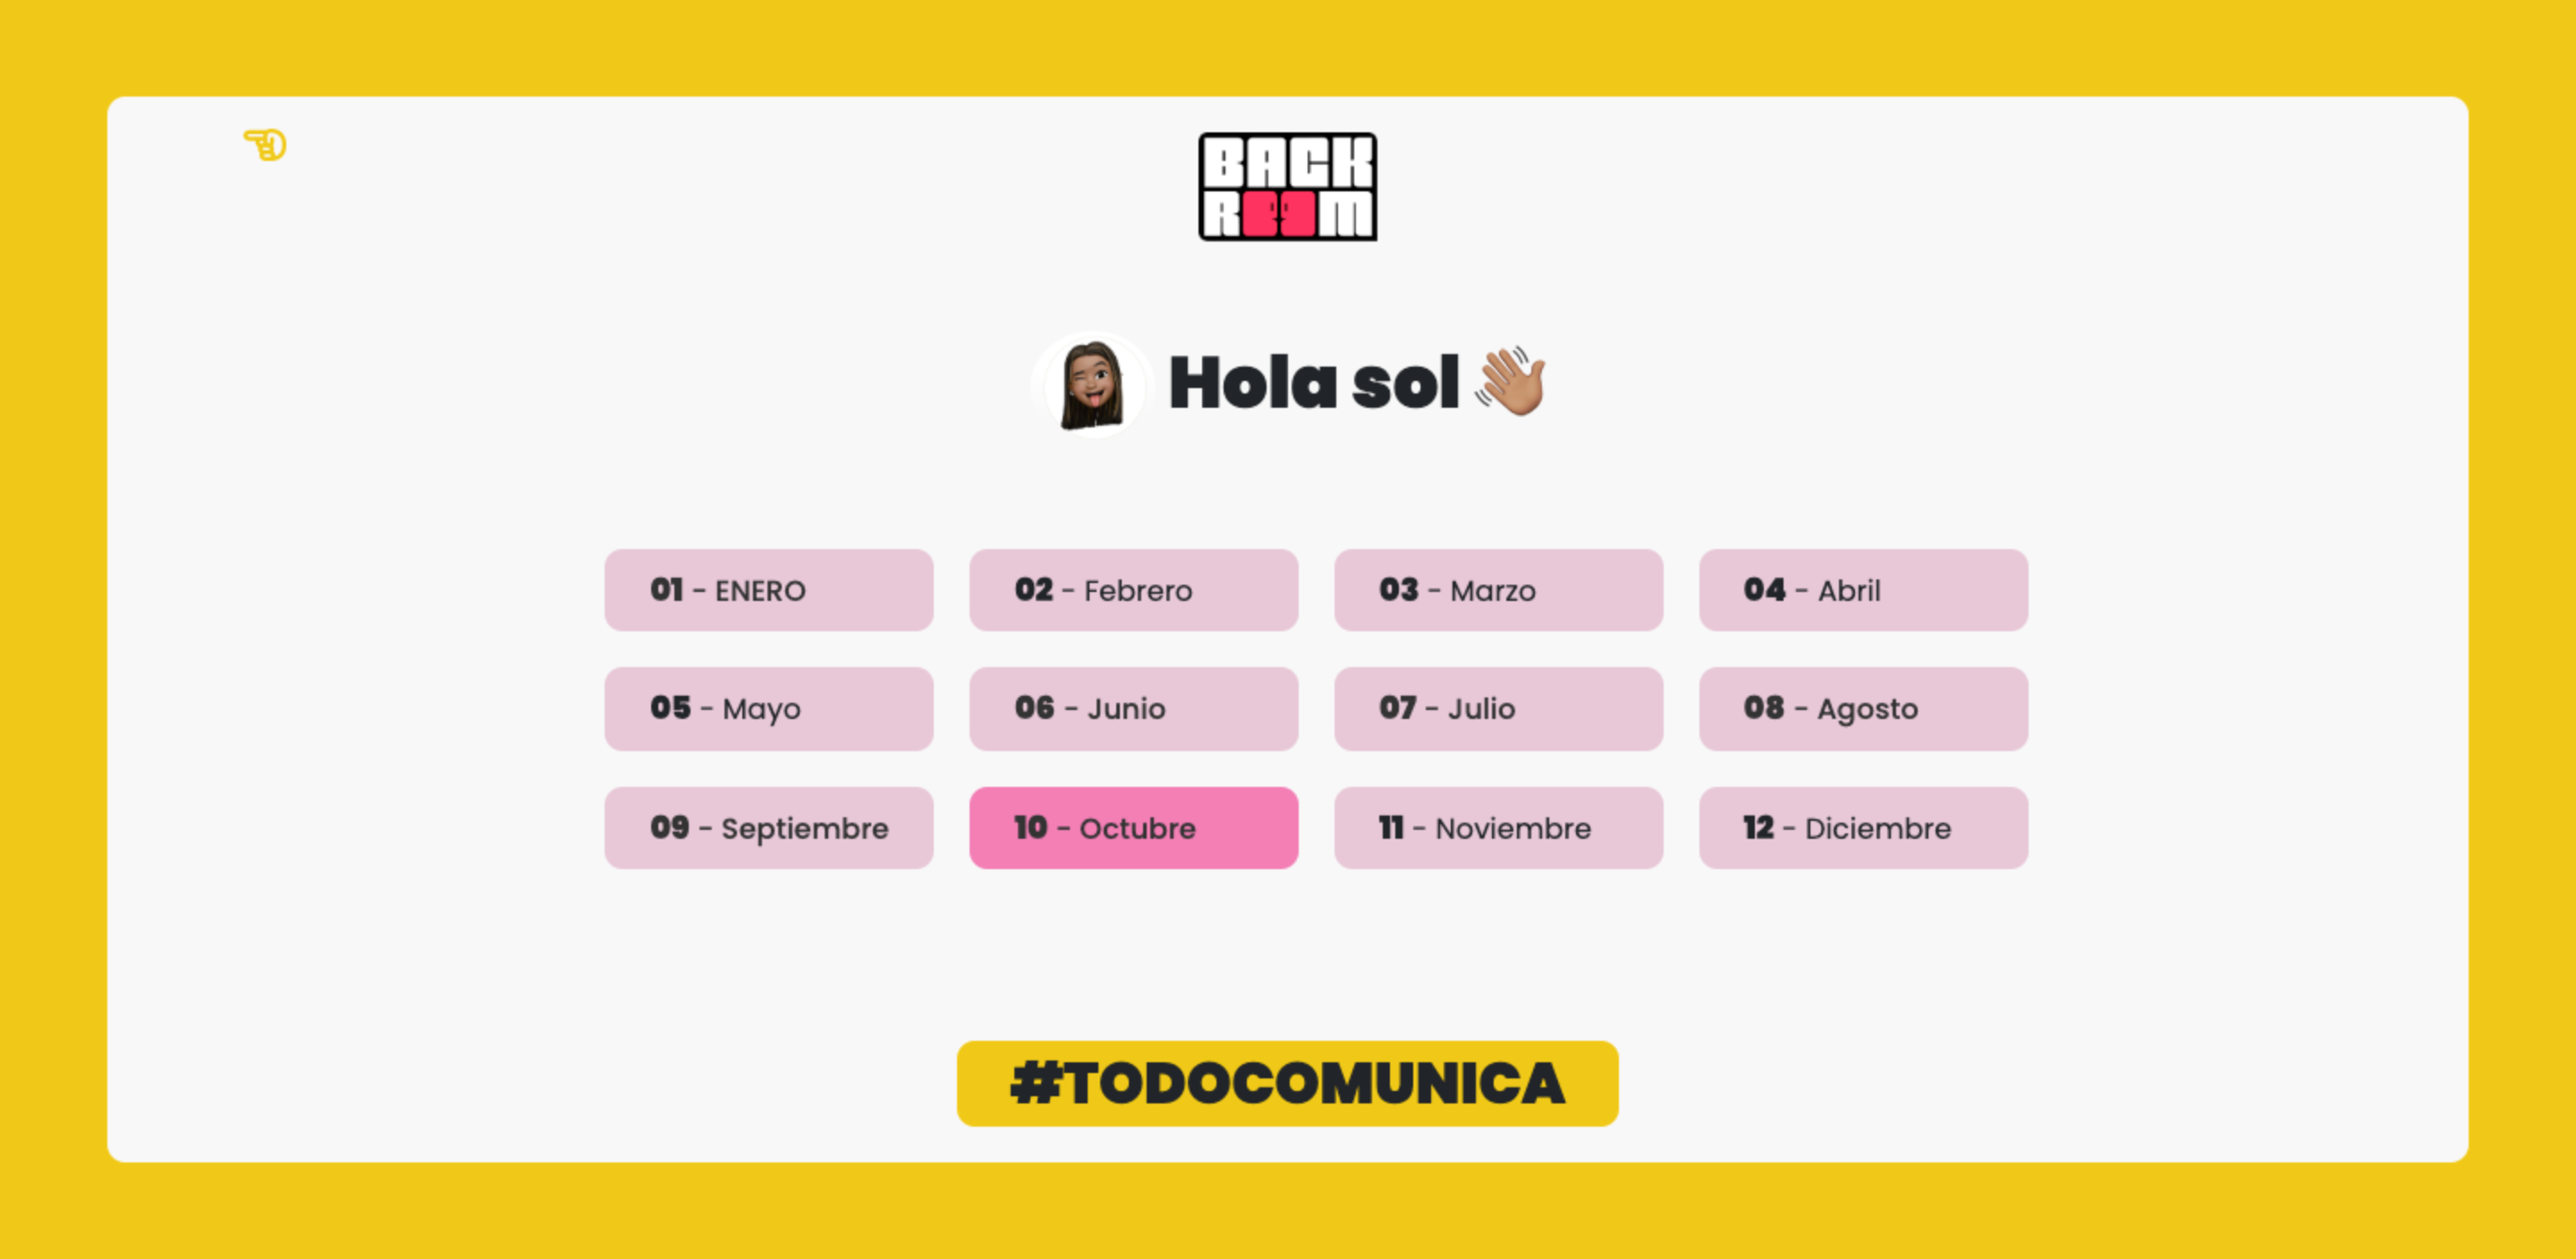 BACK
ROOM
Hola sol
01 - ENERO
02 - Febrero
03 - Marzo
04 - Abril
05 - Mayo
06 - Junio
07 - Julio
08 - Agosto
09 - Septiembre
10 - Octubre
11 - Noviembre
12 - Diciembre
#TODOCOMUNICA